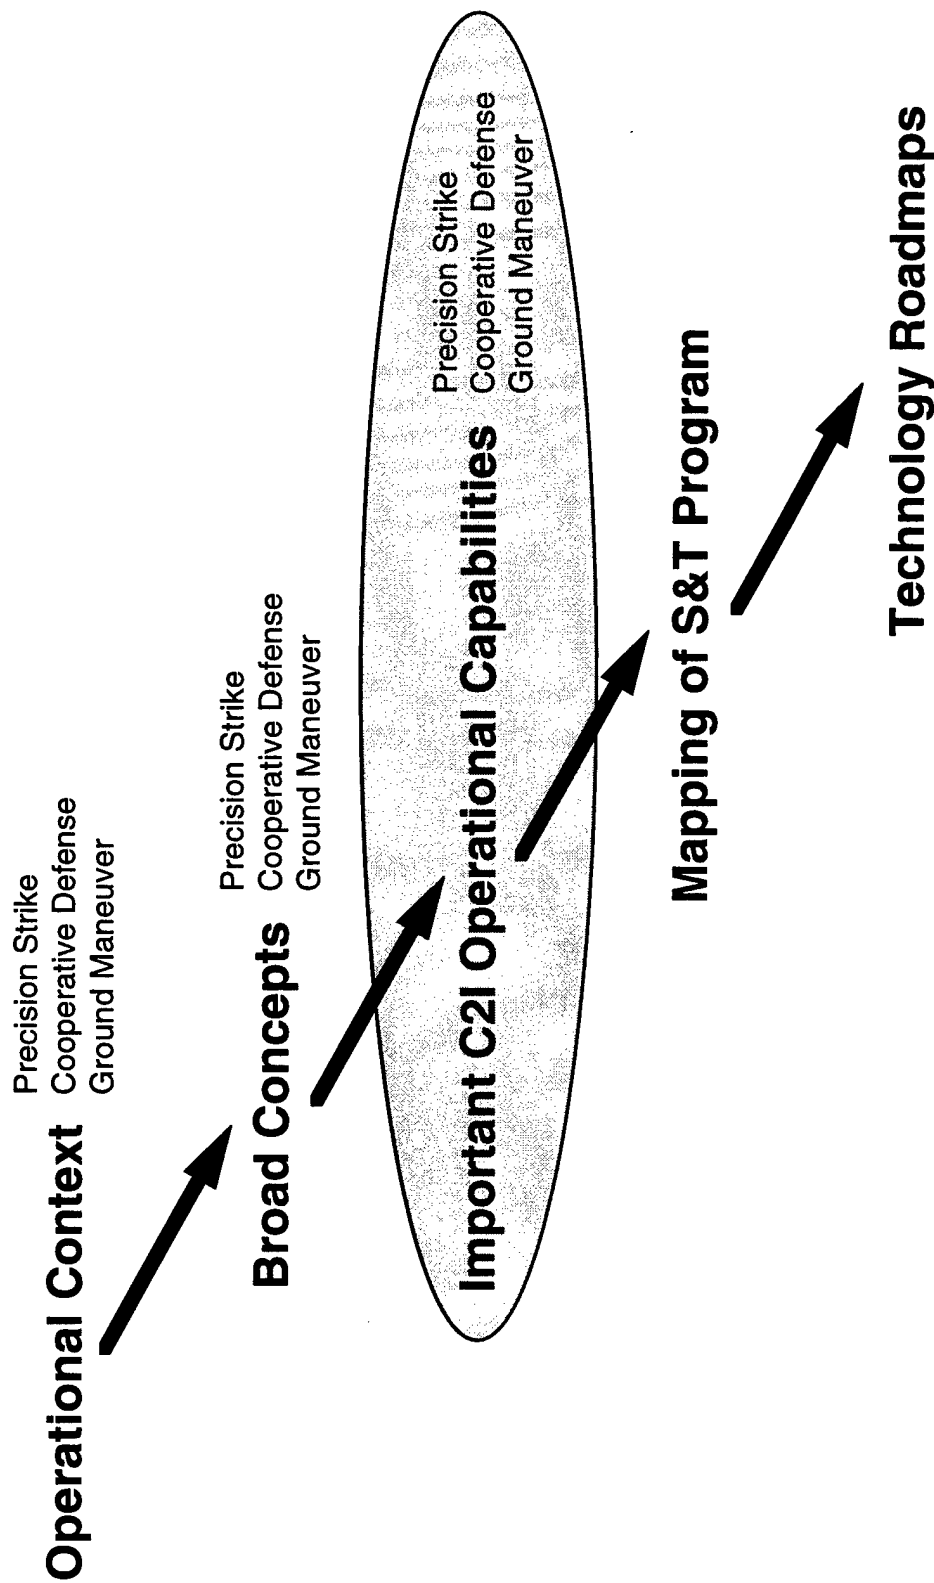 Operational Context
Precision Strike
Cooperative Defense
Ground Maneuver
Broad Concepts
Precision Strike
Cooperative Defense
Ground Maneuver
Important C2I Operational Capabilities
Precision Strike
Cooperative Defense
Ground Maneuver
Mapping of S&T Program
Technology Roadmaps